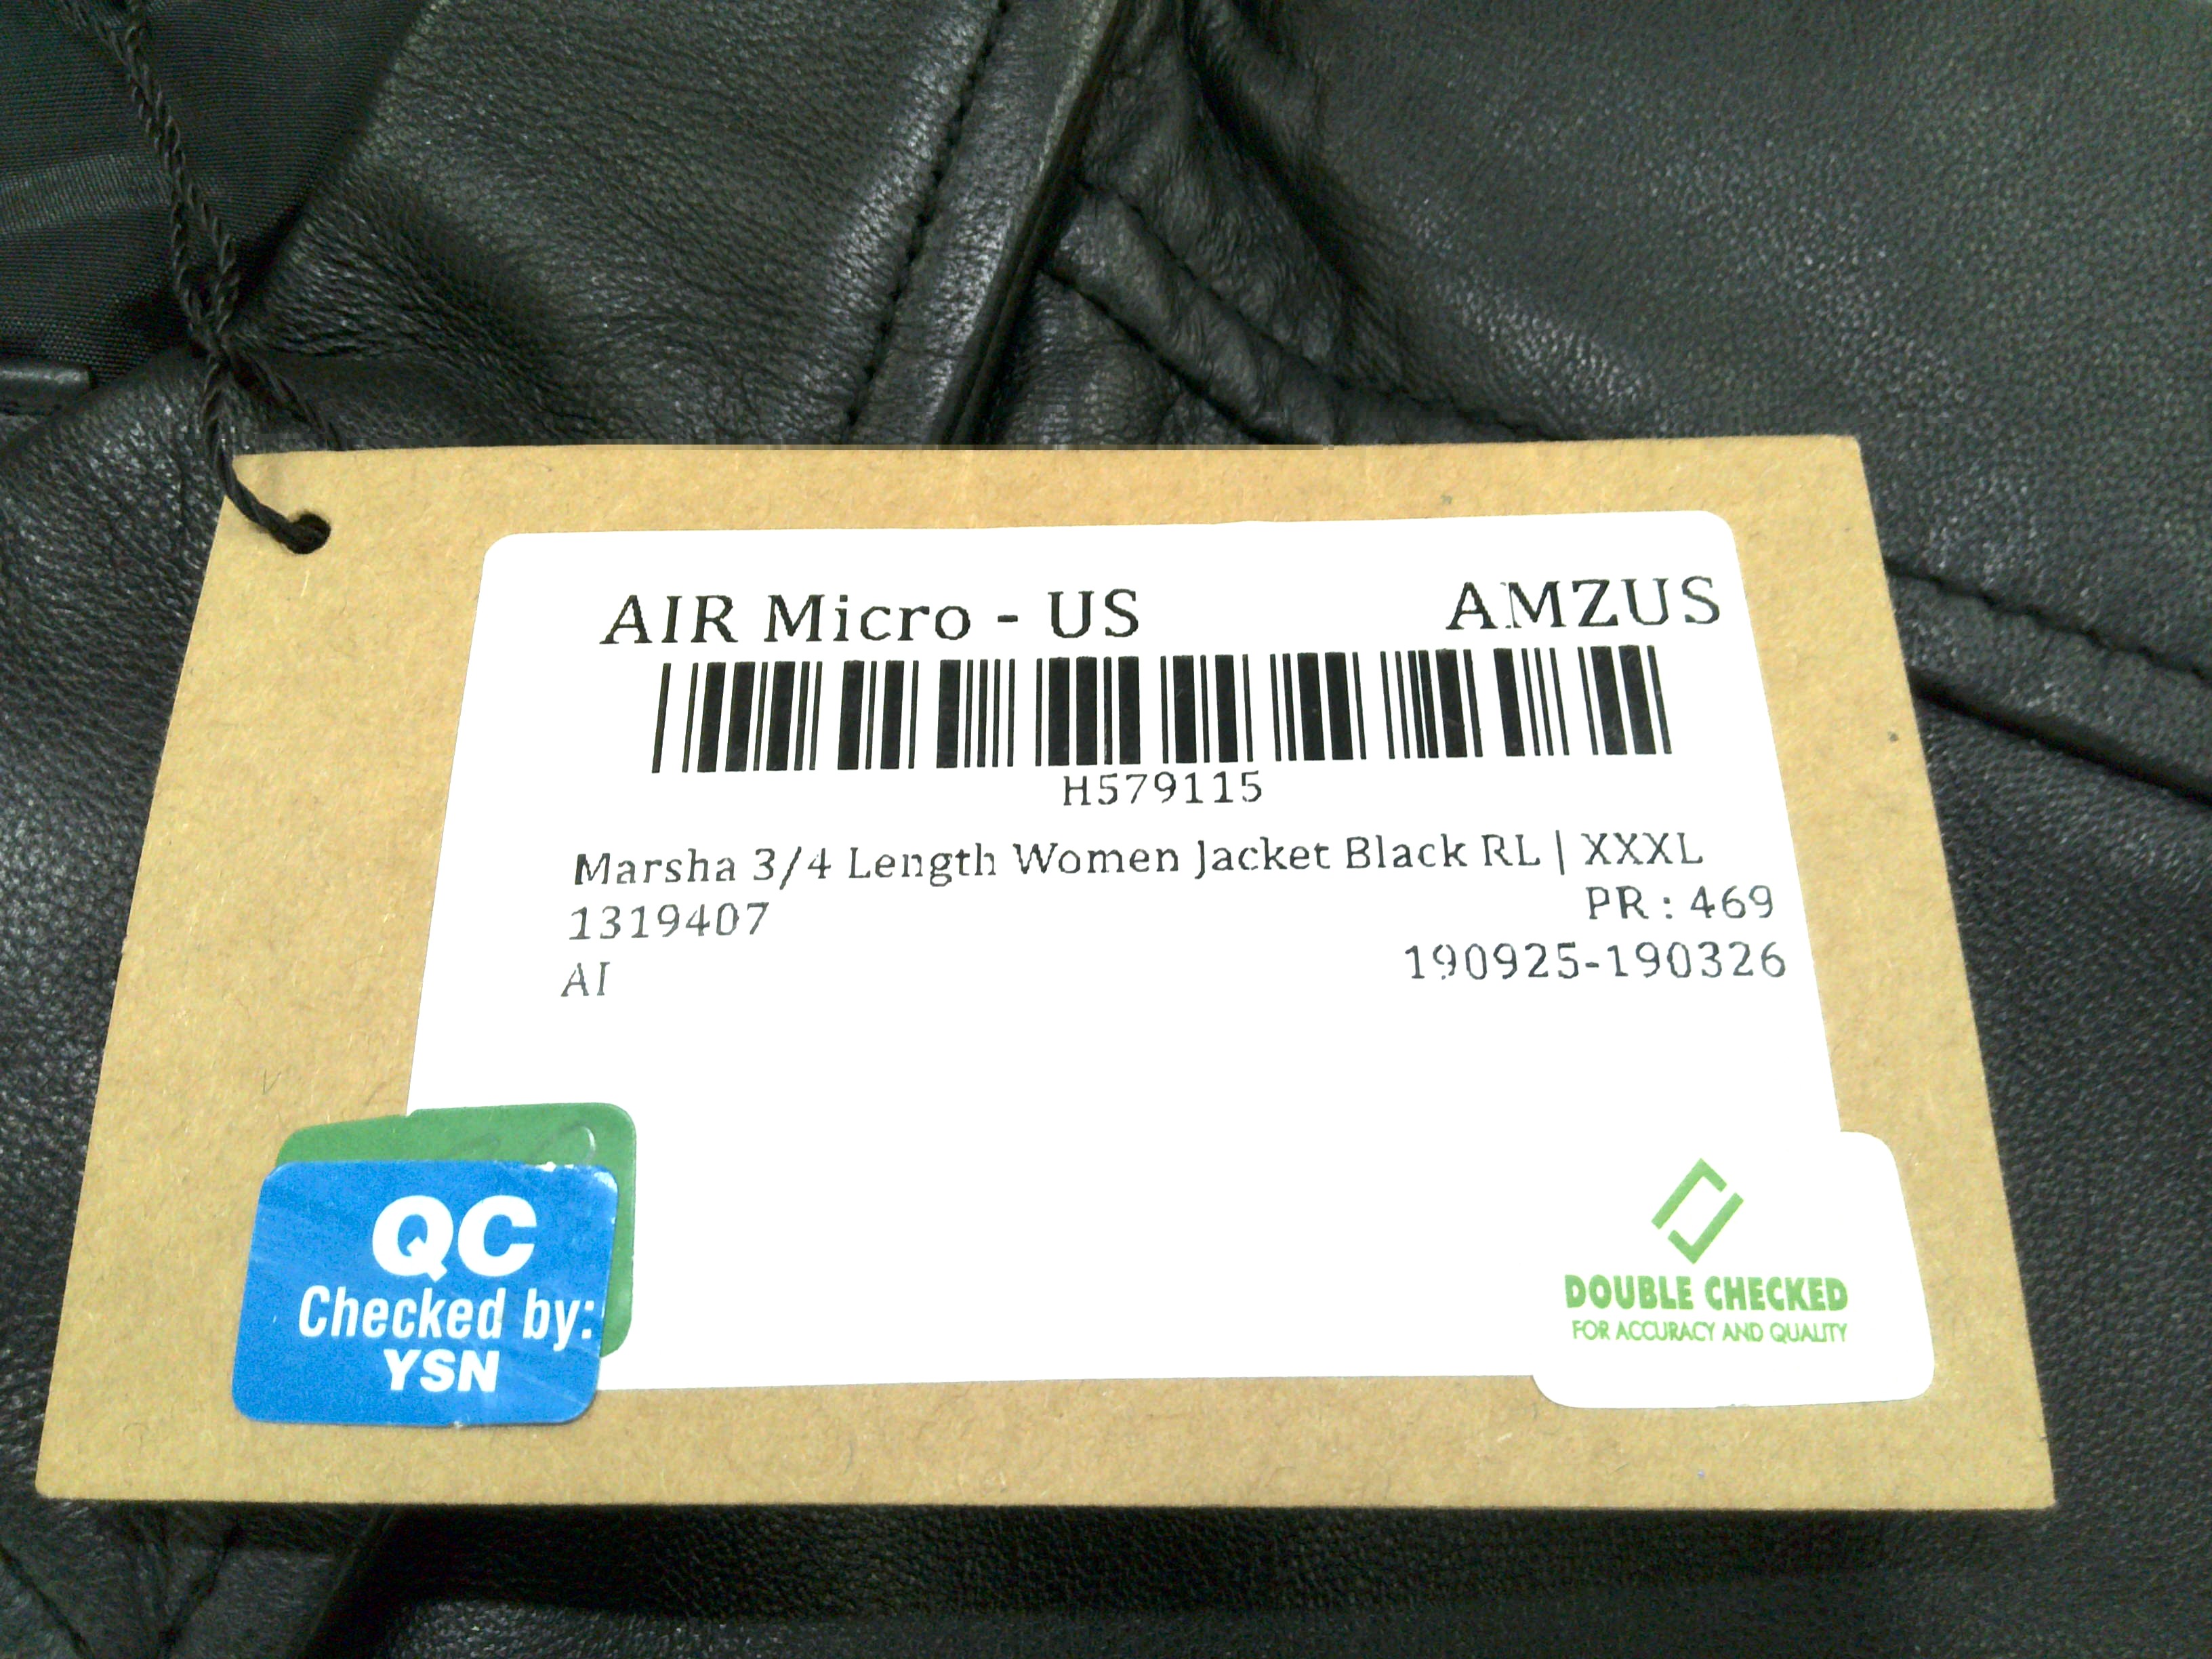 AIR Micro - US AMZUS
H579115
Marsha 3/4 Length Women Jacket Black RL | XXXL
1319407 PR : 469
AI 190925-190326
QC
Checked by:
YSN
DOUBLE CHECKED
FOR ACCURACY AND QUALITY